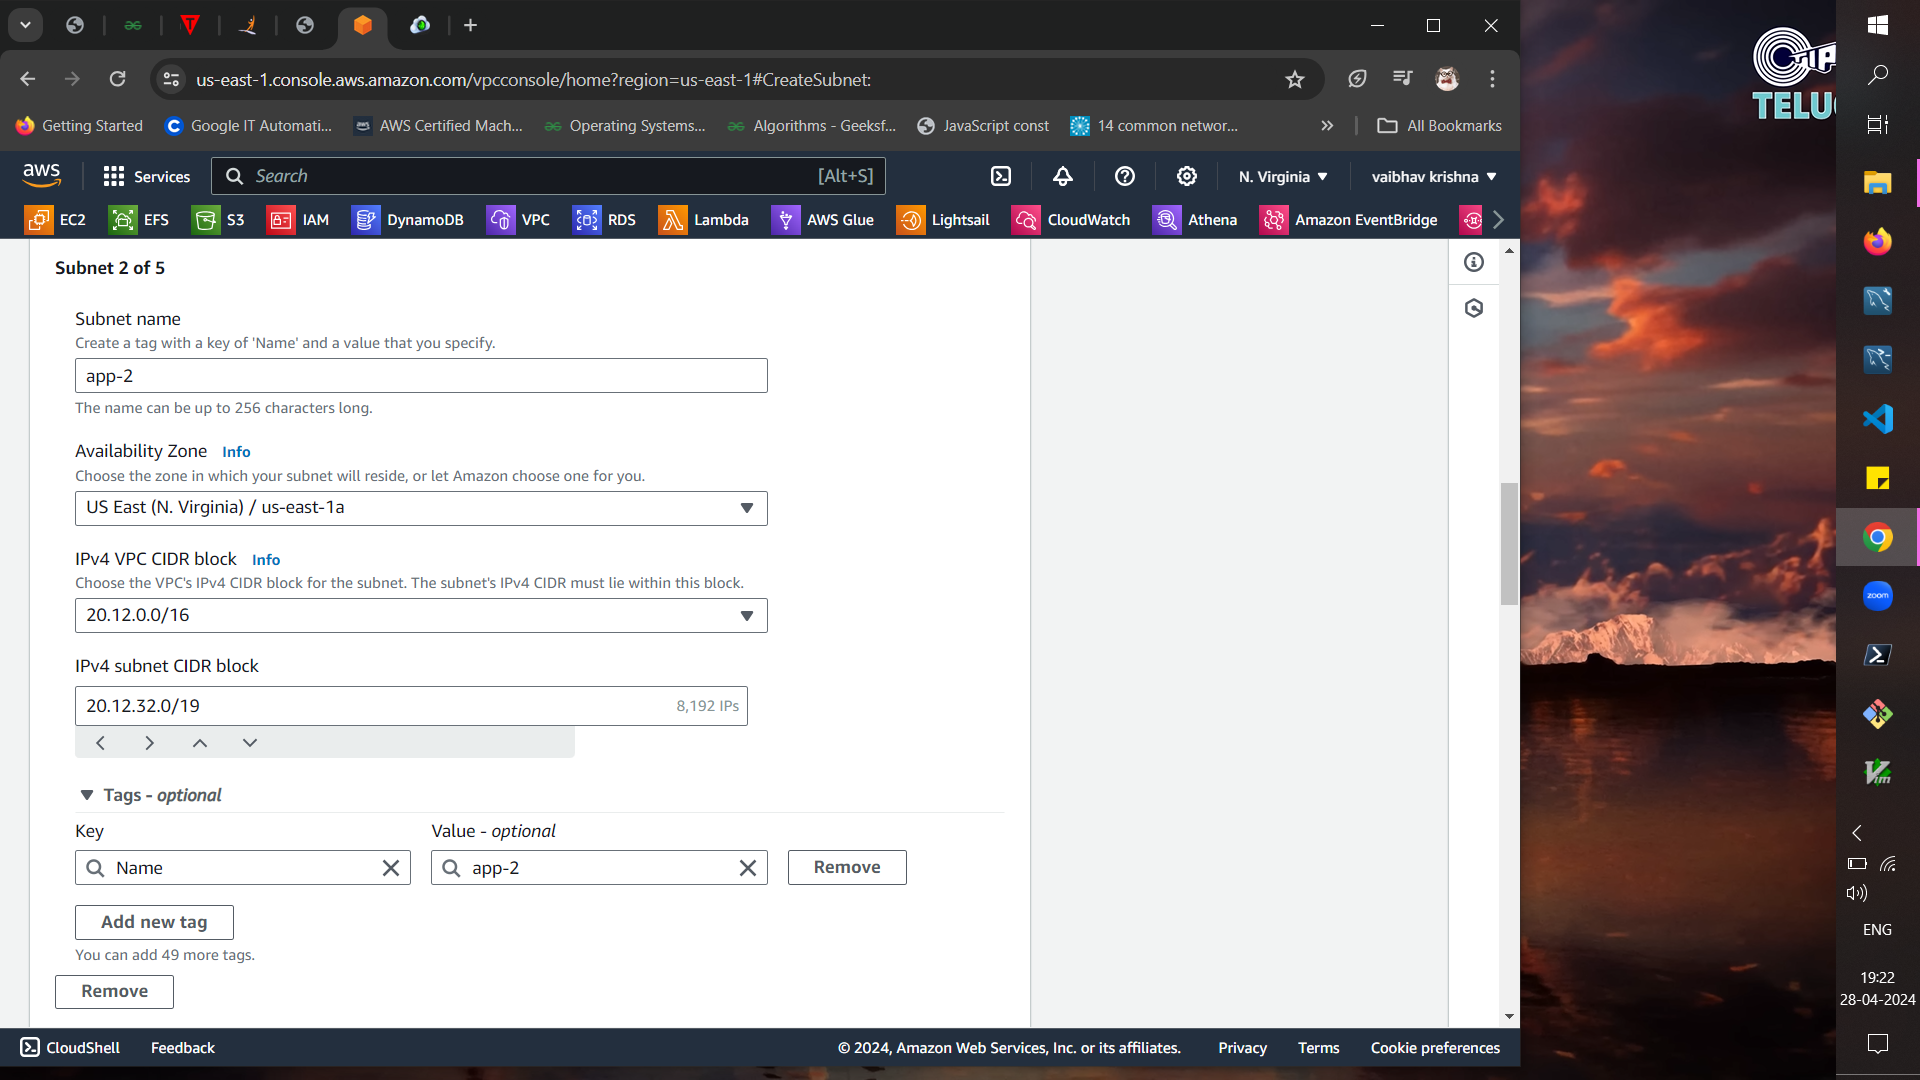 us-east-1.console.aws.amazon.com/vpcconsole/home?region=us-east-1#CreateSubnet:
Getting Started
Google IT Automati...
AWS Certified Mach...
Operating Systems...
Algorithms - Geeksf...
JavaScript const
14 common networ...
All Bookmarks
aws
Services
Search
[Alt+S]
N. Virginia
vaibhav krishna
EC2
EFS
S3
IAM
DynamoDB
VPC
RDS
Lambda
AWS Glue
Lightsail
CloudWatch
Athena
Amazon EventBridge
Subnet 2 of 5
Subnet name
Create a tag with a key of 'Name' and a value that you specify.
app-2
The name can be up to 256 characters long.
Availability Zone Info
Choose the zone in which your subnet will reside, or let Amazon choose one for you.
US East (N. Virginia) / us-east-1a
IPv4 VPC CIDR block Info
Choose the VPC's IPv4 CIDR block for the subnet. The subnet's IPv4 CIDR must lie within this block.
20.12.0.0/16
IPv4 subnet CIDR block
20.12.32.0/19
8,192 IPs
Tags - optional
Key
Value - optional
Name
app-2
Remove
Add new tag
You can add 49 more tags.
Remove
CloudShell
Feedback
© 2024, Amazon Web Services, Inc. or its affiliates.
Privacy
Terms
Cookie preferences
zoom
ENG
19:22
28-04-2024